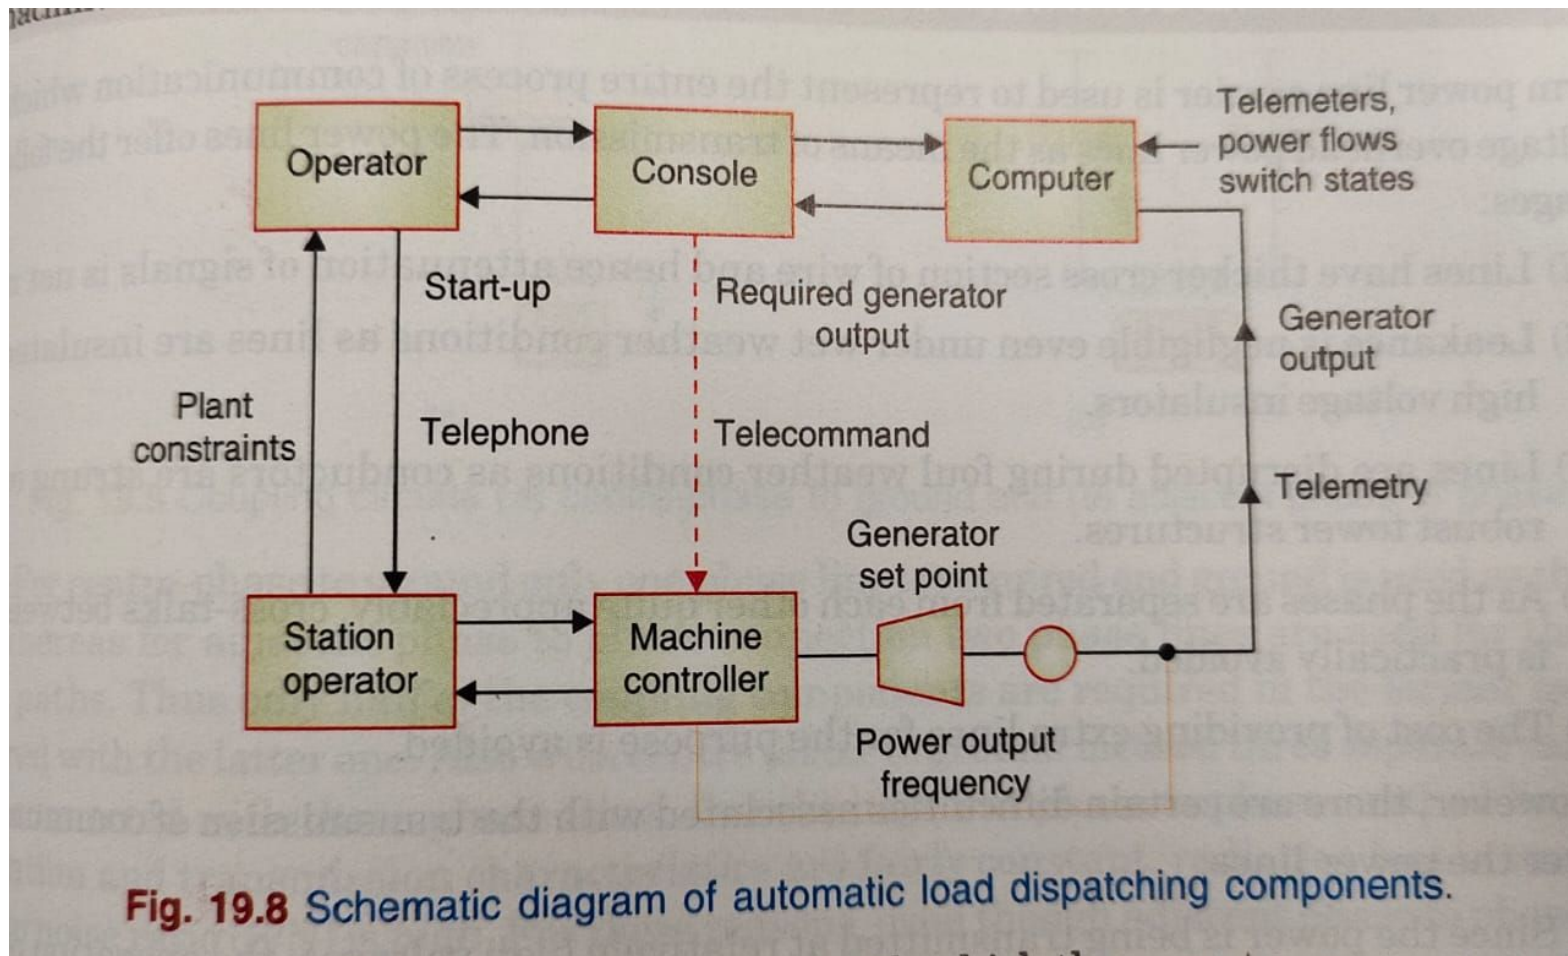 Operator
Console
Computer
Telemeters,
power flows
switch states
Start-up
Required generator
output
Generator
output
Plant
constraints
Telephone
Telecommand
Telemetry
Generator
set point
Station
operator
Machine
controller
Power output
frequency
Fig. 19.8 Schematic diagram of automatic load dispatching components.